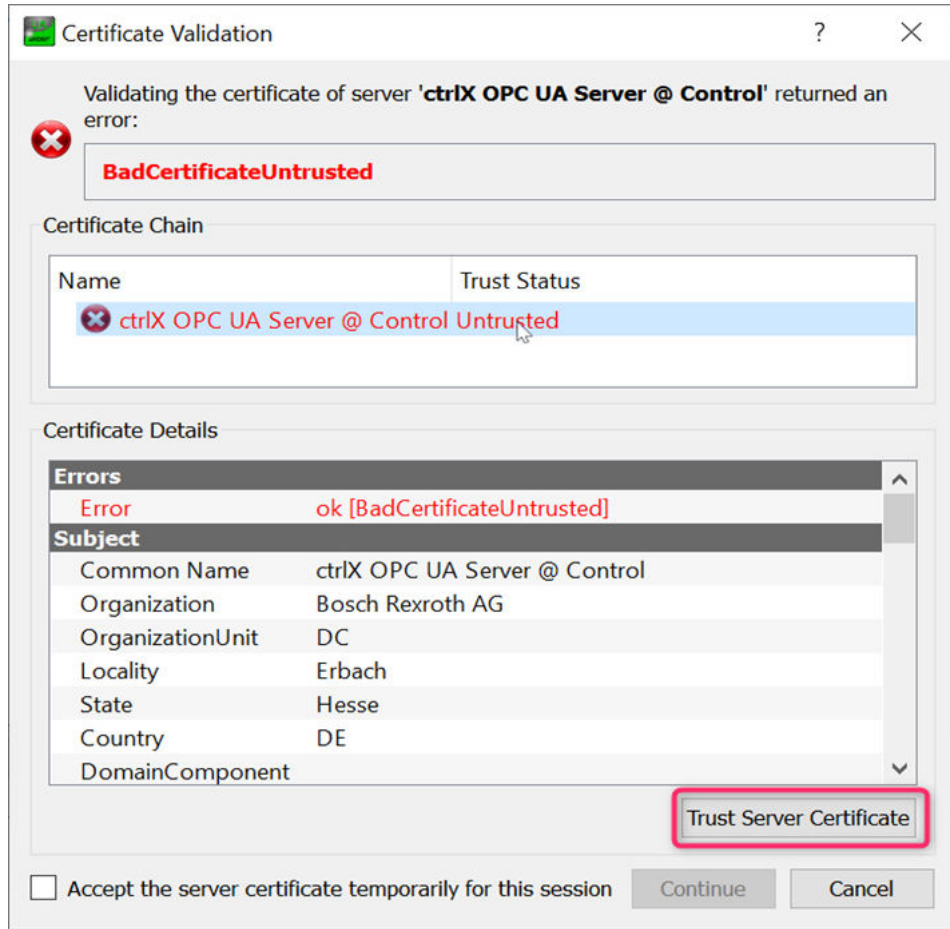 Certificate Validation
?
Validating the certificate of server 'ctrlX OPC UA Server @ Control' returned an
error:
BadCertificateUntrusted
Certificate Chain
Name Trust Status
ctrlX OPC UA Server @ Control Untrusted
Certificate Details
Errors
Error ok [BadCertificateUntrusted]
Subject
Common Name ctrlX OPC UA Server @ Control
Organization Bosch Rexroth AG
OrganizationUnit DC
Locality Erbach
State Hesse
Country DE
DomainComponent
Trust Server Certificate
Accept the server certificate temporarily for this session Continue Cancel